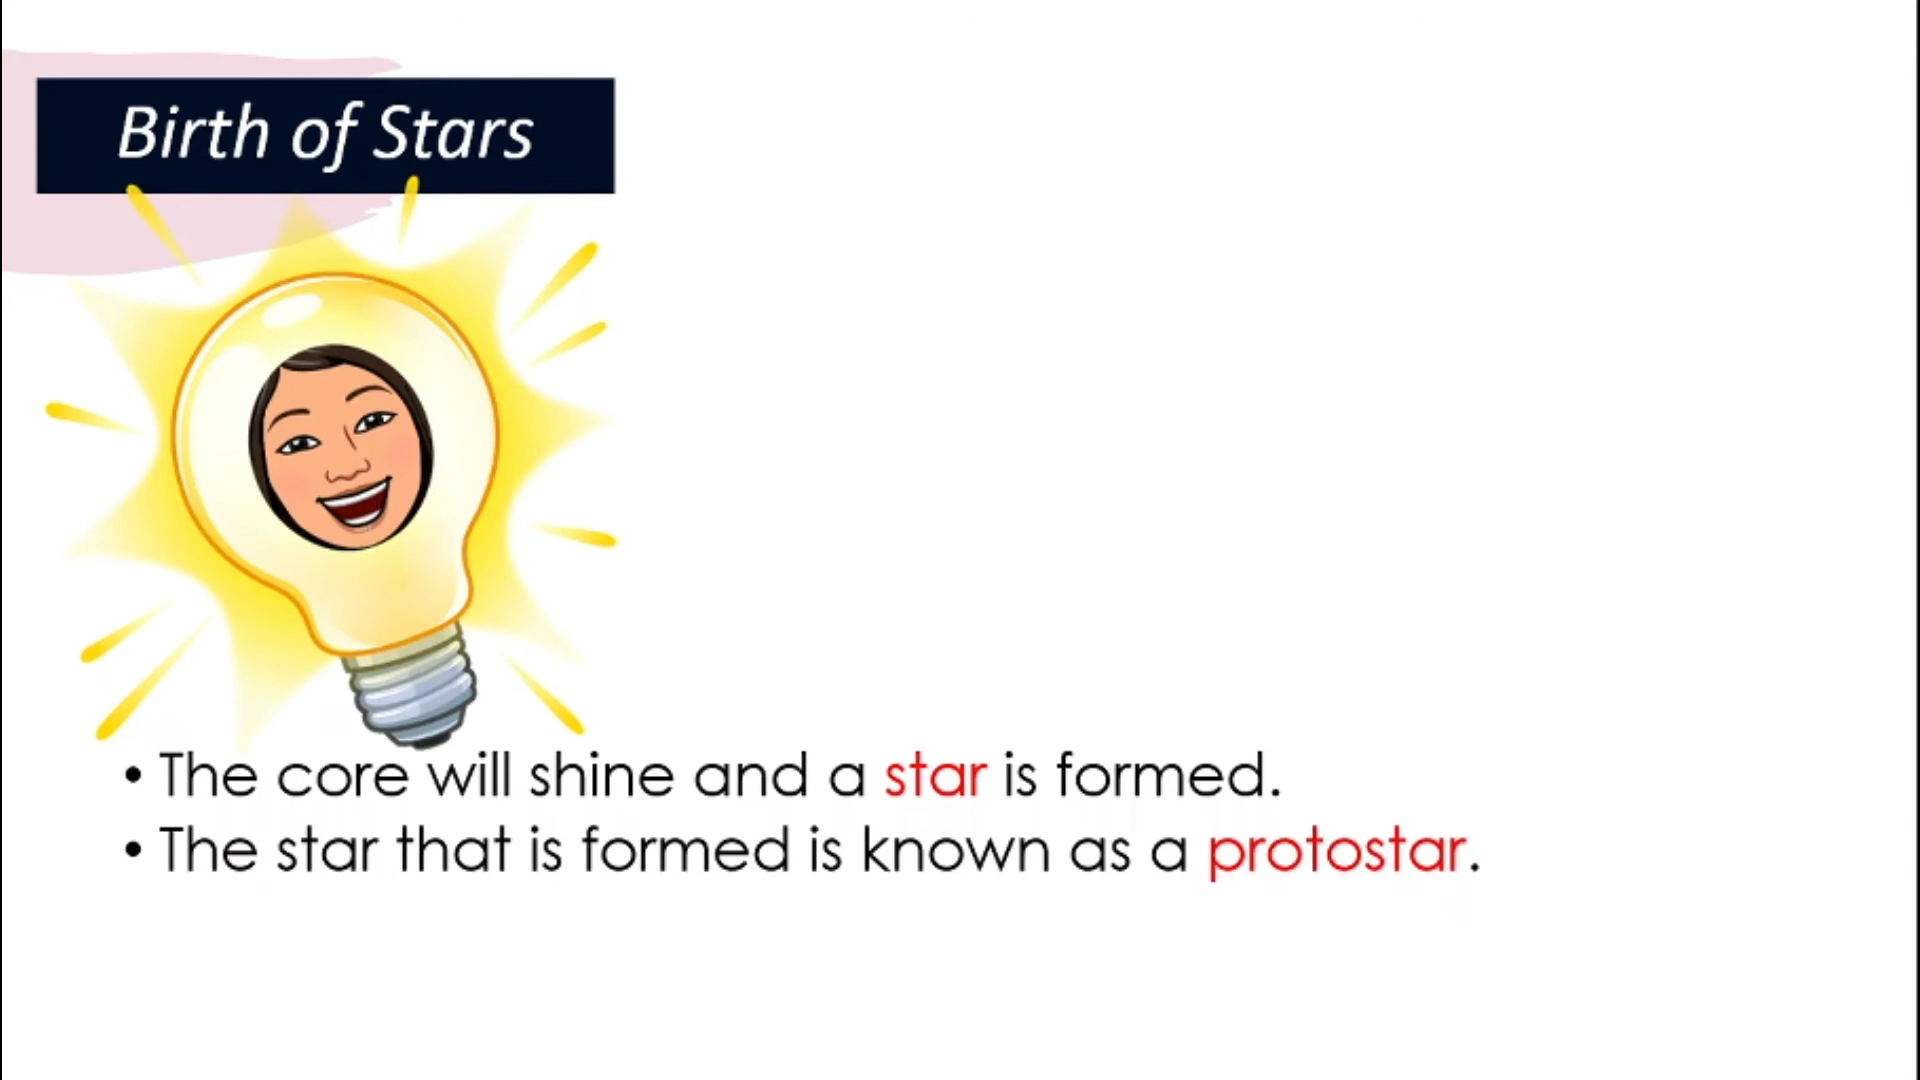 Birth of Stars
• The core will shine and a star is formed.
• The star that is formed is known as a protostar.